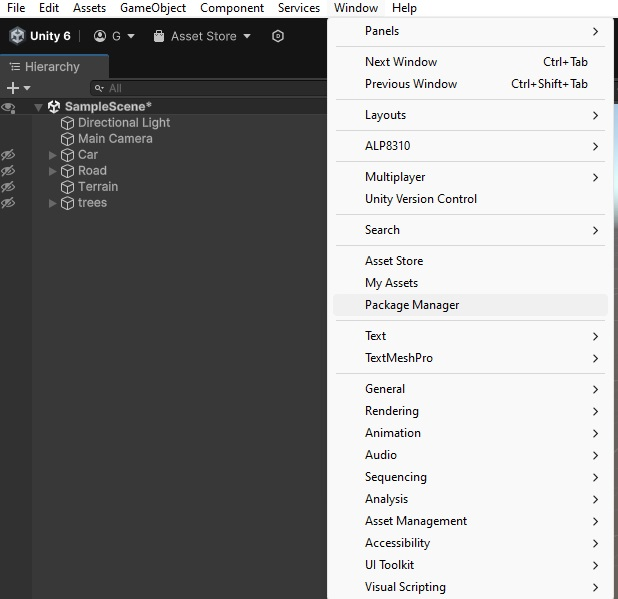 File Edit Assets GameObject Component Services Window Help
Unity 6 G Asset Store
Hierarchy
All
SampleScene*
Directional Light
Main Camera
Car
Road
Terrain
trees
Panels
Next Window Ctrl+Tab
Previous Window Ctrl+Shift+Tab
Layouts
ALP8310
Multiplayer
Unity Version Control
Search
Asset Store
My Assets
Package Manager
Text
TextMeshPro
General
Rendering
Animation
Audio
Sequencing
Analysis
Asset Management
Accessibility
UI Toolkit
Visual Scripting